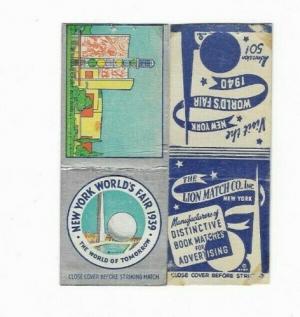 NEW YORK WORLD'S FAIR 1939
THE WORLD OF TOMORROW
CLOSE COVER BEFORE STRIKING MATCH
Admission
50¢
Visit the
NEW YORK
WORLD'S FAIR
1940
THE
LION MATCH CO., INC.
NEW YORK
Manufacturers of
DISTINCTIVE
BOOK MATCHES
FOR
ADVERTISING
CLOSE COVER BEFORE